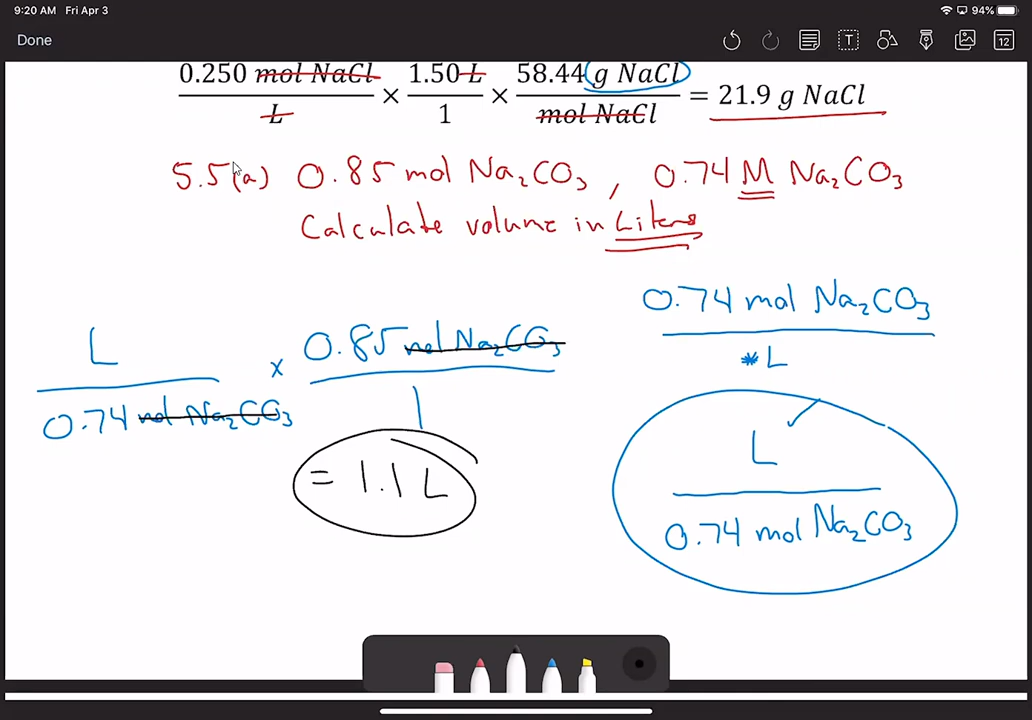 9:20 AM Fri Apr 3 94%
Done 12
0.250 mol NaCl / L × 1.50 L / 1 × 58.44 g NaCl / mol NaCl = 21.9 g NaCl
5.5(a) 0.85 mol Na₂CO₃ , 0.74 M Na₂CO₃
Calculate volume in Liters
L / 0.74 mol Na₂CO₃ x 0.85 mol Na₂CO₃ / 1
= 1.1 L
0.74 mol Na₂CO₃ / L
L / 0.74 mol Na₂CO₃